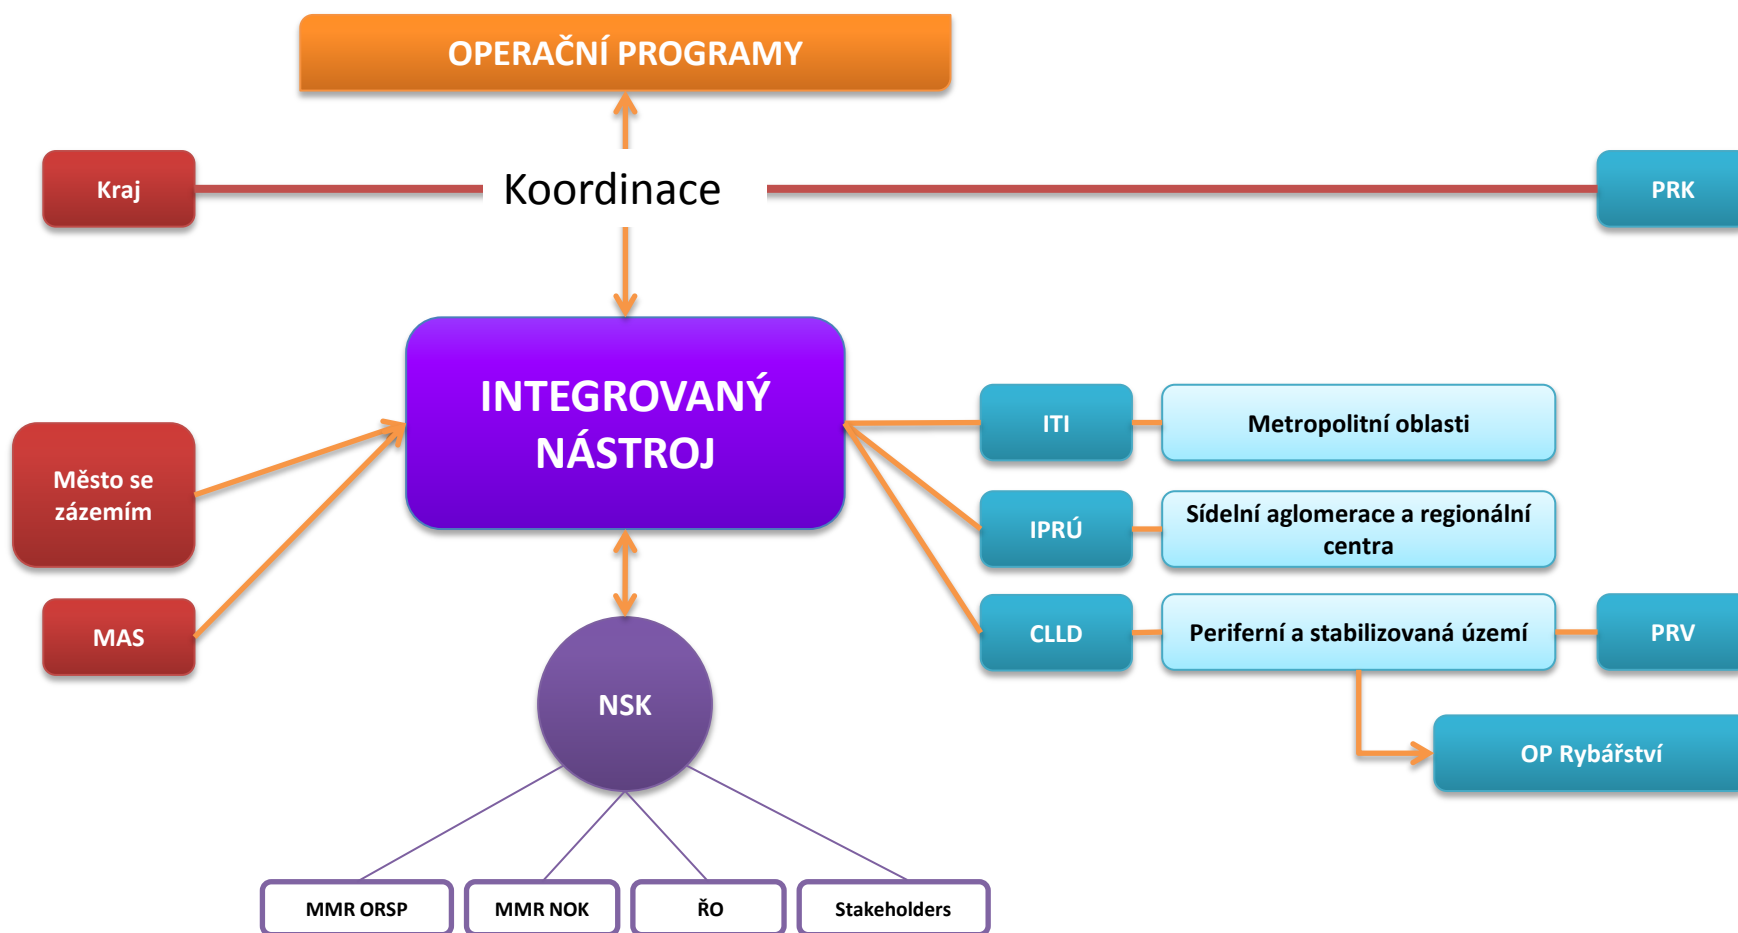 OPERAČNÍ PROGRAMY
Kraj
Koordinace
PRK
INTEGROVANÝ
NÁSTROJ
ITI
Metropolitní oblasti
Město se
zázemím
IPRÚ
Sídelní aglomerace a regionální
centra
MAS
CLLD
Periferní a stabilizovaná území
PRV
NSK
OP Rybářství
MMR ORSP
MMR NOK
ŘO
Stakeholders